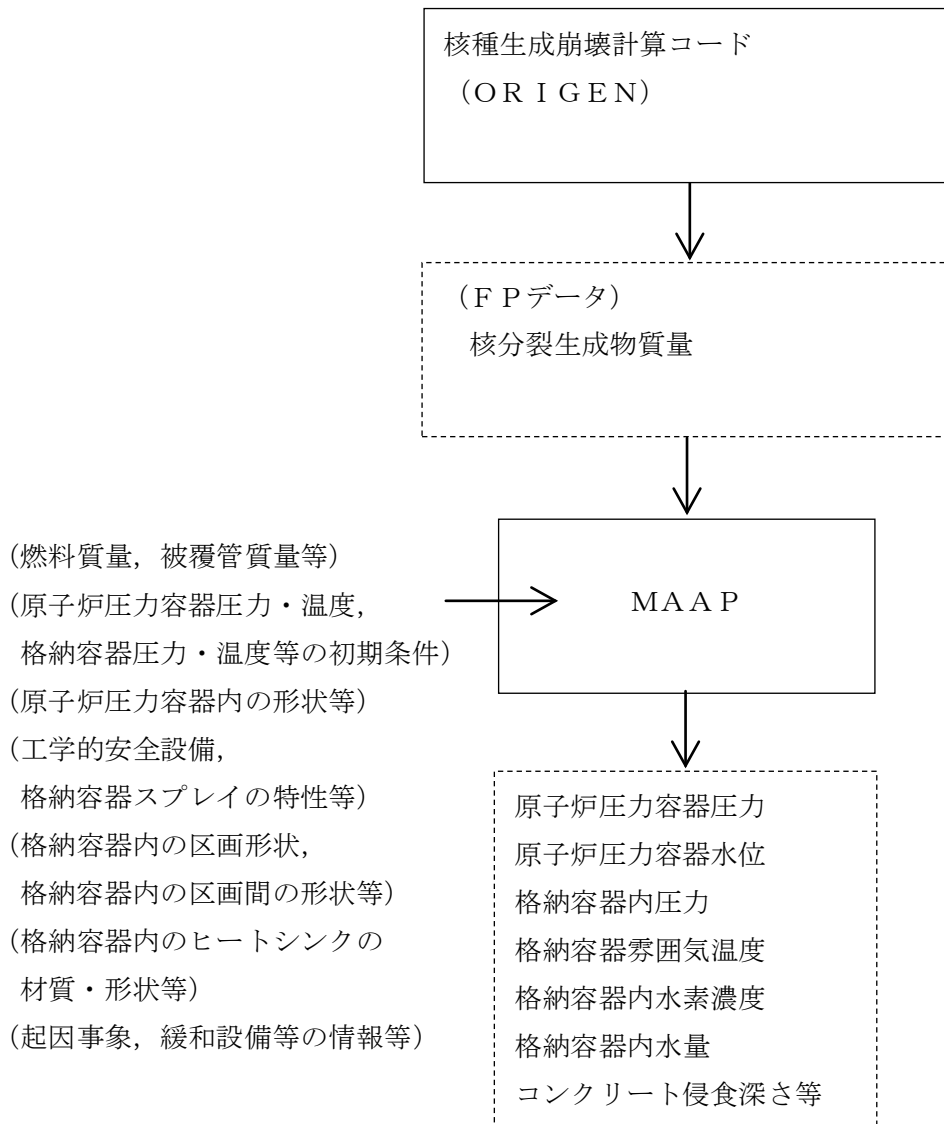 核種生成崩壊計算コード
（ＯＲＩＧＥＮ）
（ＦＰデータ）
核分裂生成物質量
(燃料質量，被覆管質量等)
(原子炉圧力容器圧力・温度，
格納容器圧力・温度等の初期条件)
(原子炉圧力容器内の形状等)
(工学的安全設備，
格納容器スプレイの特性等)
(格納容器内の区画形状，
格納容器内の区画間の形状等)
(格納容器内のヒートシンクの
材質・形状等)
(起因事象，緩和設備等の情報等)
ＭＡＡＰ
原子炉圧力容器圧力
原子炉圧力容器水位
格納容器内圧力
格納容器雰囲気温度
格納容器内水素濃度
格納容器内水量
コンクリート侵食深さ等